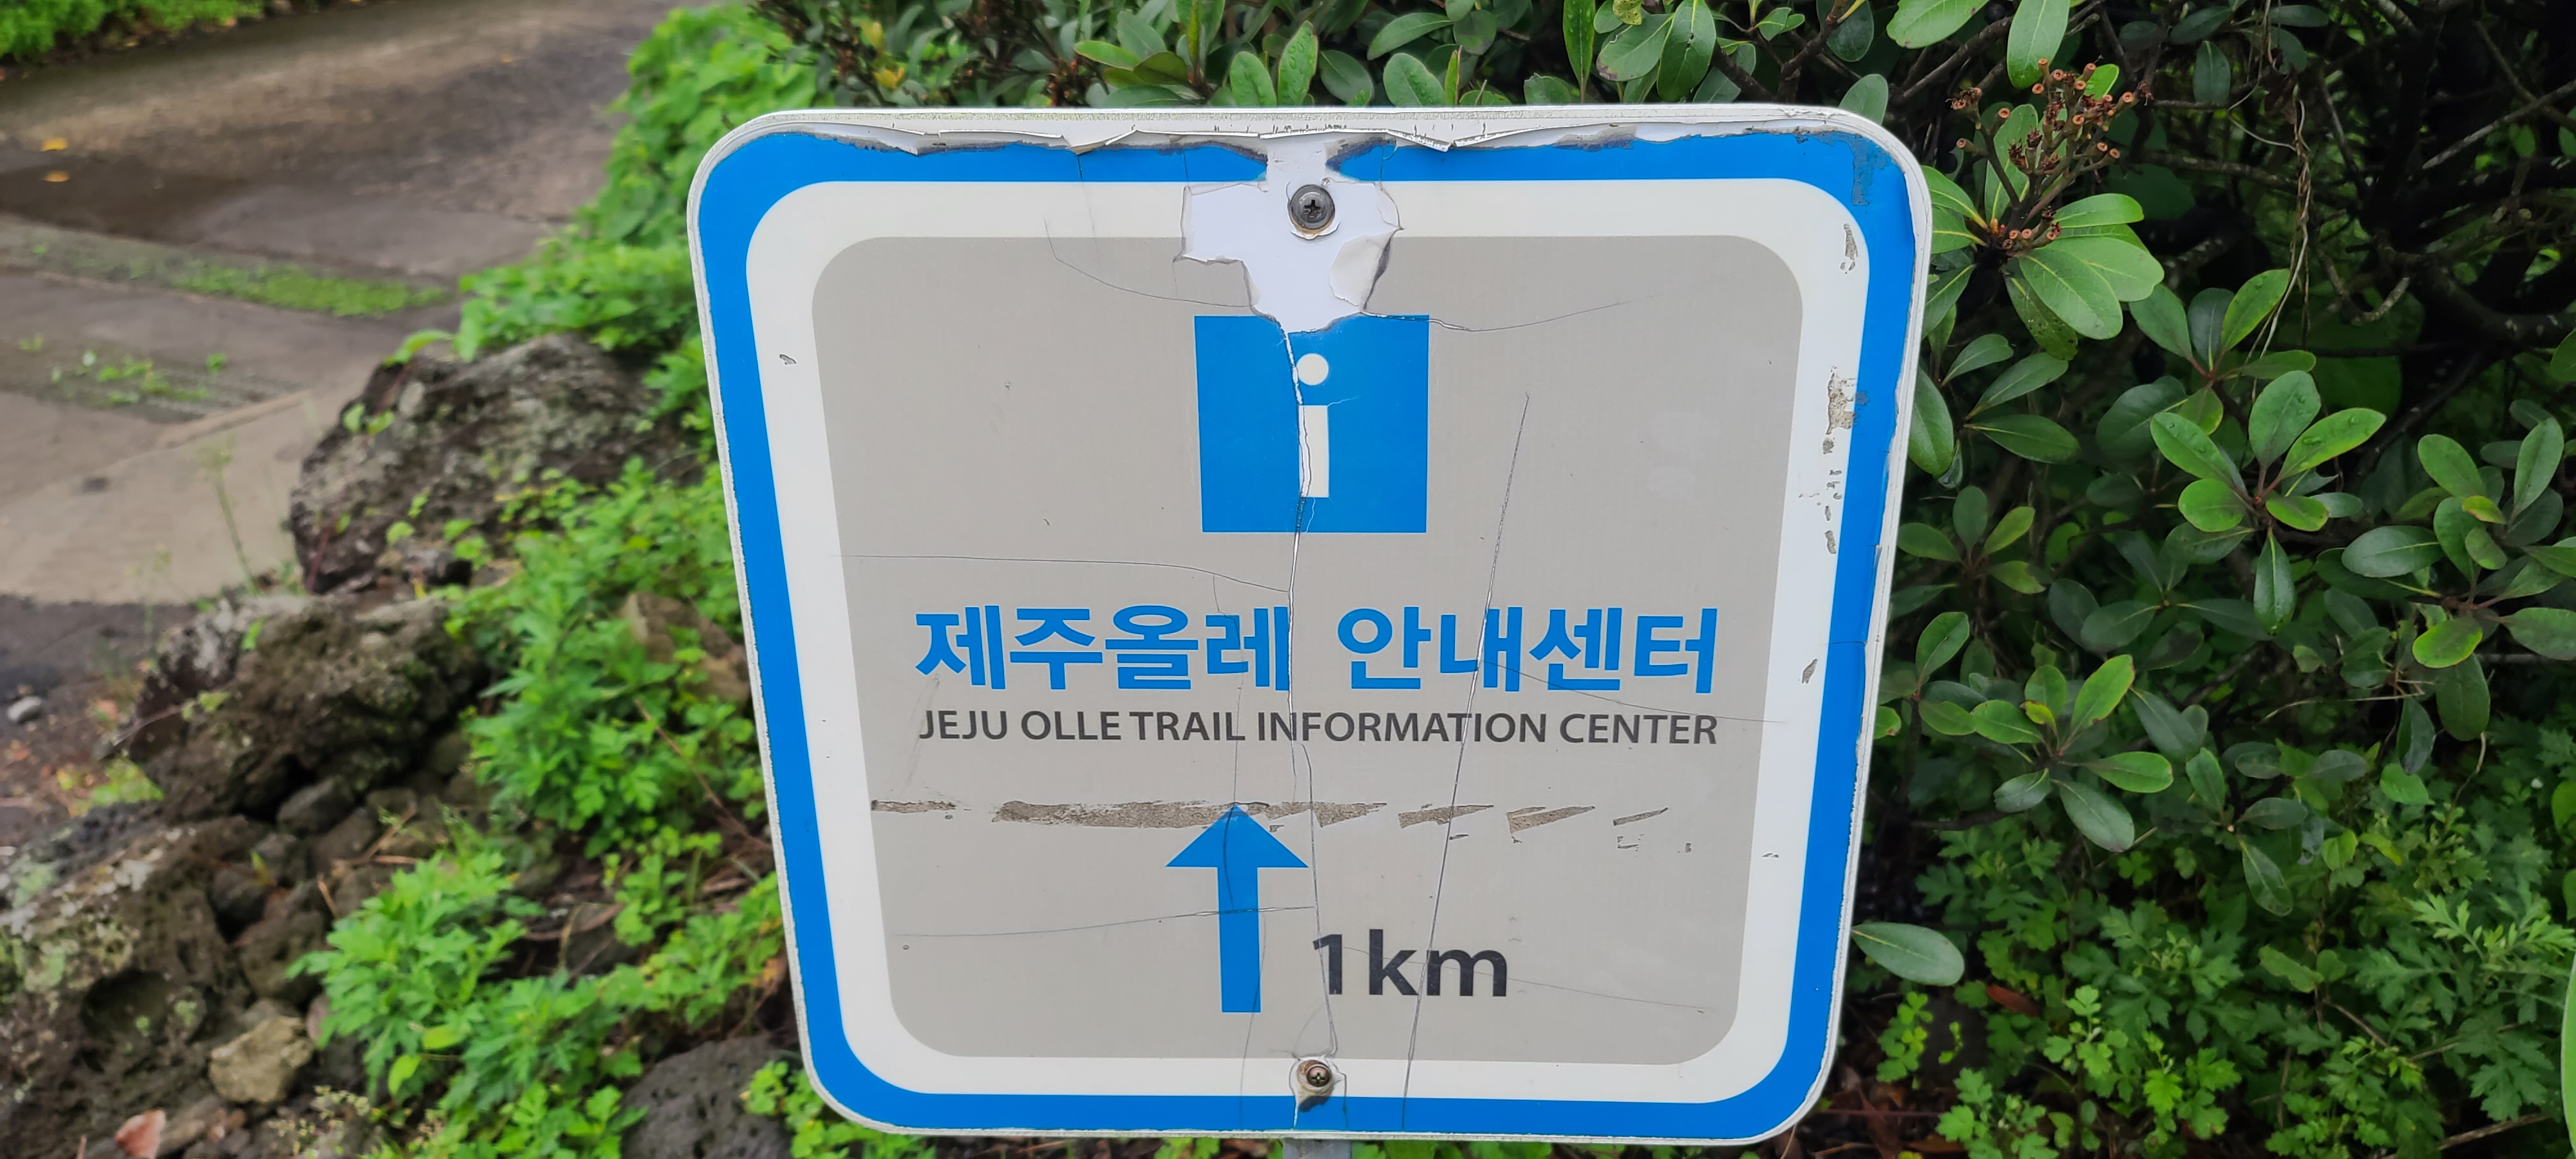 i
제주올레 안내센터
JEJU OLLE TRAIL INFORMATION CENTER
1km